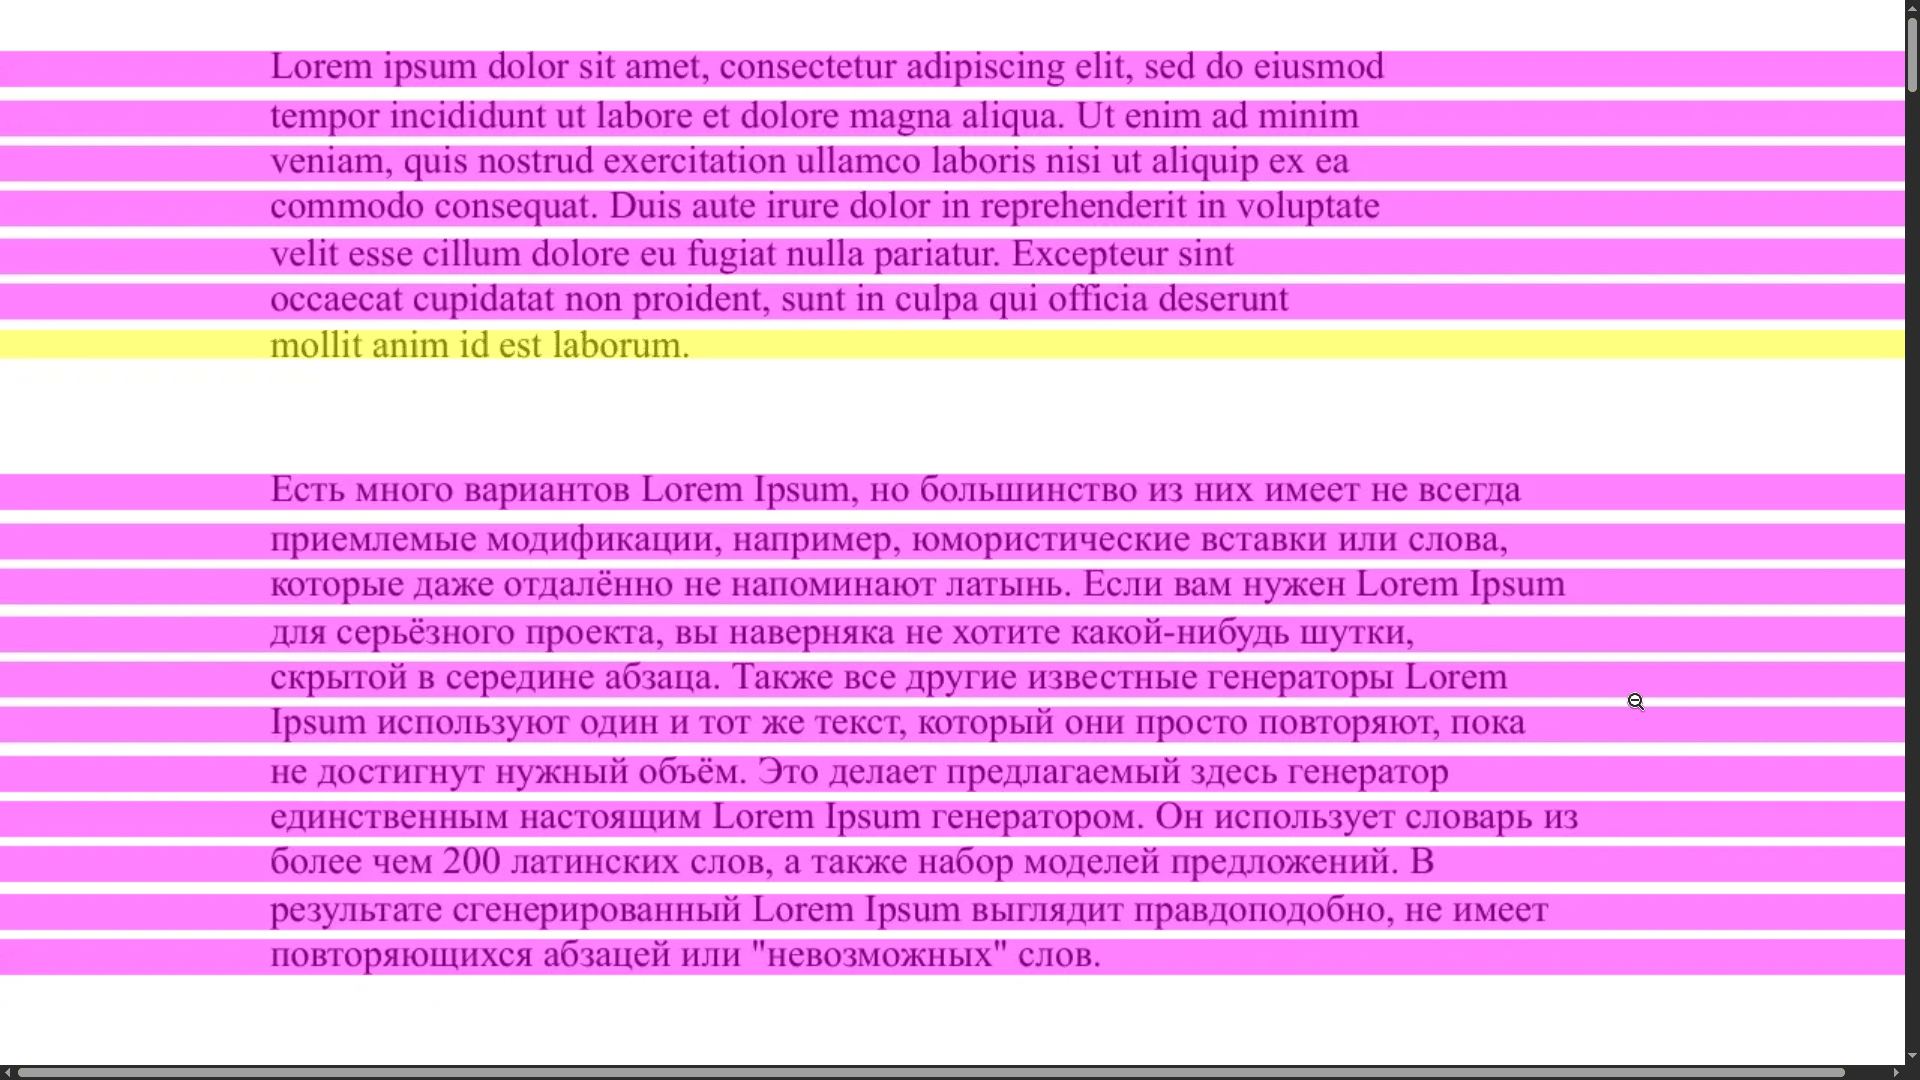 Lorem ipsum dolor sit amet, consectetur adipiscing elit, sed do eiusmod
tempor incididunt ut labore et dolore magna aliqua. Ut enim ad minim
veniam, quis nostrud exercitation ullamco laboris nisi ut aliquip ex ea
commodo consequat. Duis aute irure dolor in reprehenderit in voluptate
velit esse cillum dolore eu fugiat nulla pariatur. Excepteur sint
occaecat cupidatat non proident, sunt in culpa qui officia deserunt
mollit anim id est laborum.
Есть много вариантов Lorem Ipsum, но большинство из них имеет не всегда
приемлемые модификации, например, юмористические вставки или слова,
которые даже отдалённо не напоминают латынь. Если вам нужен Lorem Ipsum
для серьёзного проекта, вы наверняка не хотите какой-нибудь шутки,
скрытой в середине абзаца. Также все другие известные генераторы Lorem
Ipsum используют один и тот же текст, который они просто повторяют, пока
не достигнут нужный объём. Это делает предлагаемый здесь генератор
единственным настоящим Lorem Ipsum генератором. Он использует словарь из
более чем 200 латинских слов, а также набор моделей предложений. В
результате сгенерированный Lorem Ipsum выглядит правдоподобно, не имеет
повторяющихся абзацей или "невозможных" слов.